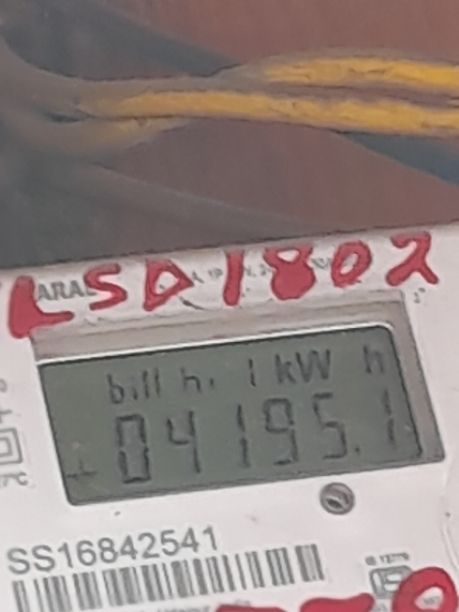 LSD1802
bill h. 1 kW h
04195.1
SS16842541